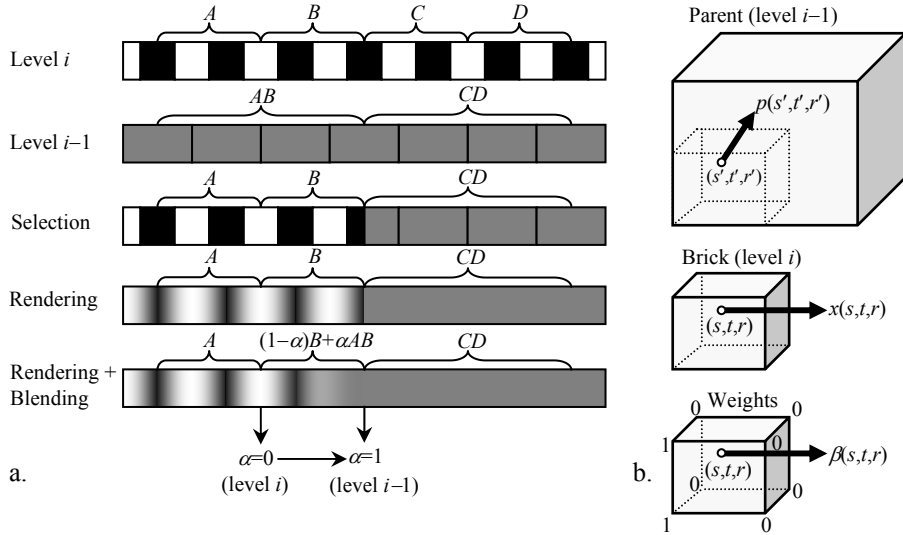 A B C D
Level i
AB CD
Level i–1
A B CD
Selection
A B CD
Rendering
A (1–α)B+αAB CD
Rendering +
Blending
α=0 α=1
(level i) (level i–1)
a.
Parent (level i–1)
p(s′,t′,r′)
(s′,t′,r′)
Brick (level i)
x(s,t,r)
(s,t,r)
Weights
0 0
1 0
β(s,t,r)
(s,t,r)
0 0
1 0
b.